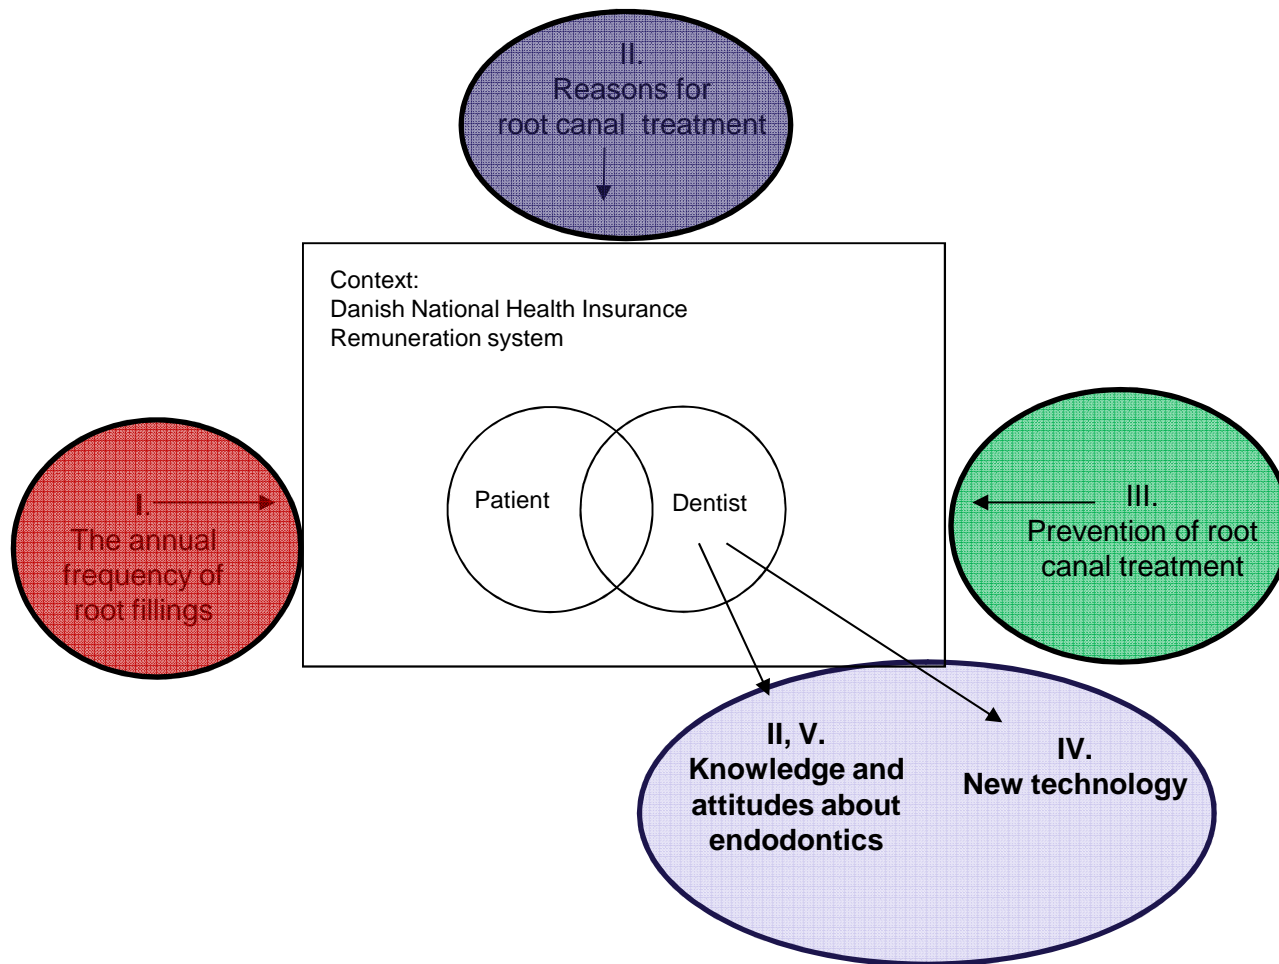 II.
Reasons for
root canal treatment
Context:
Danish National Health Insurance
Remuneration system
Patient
Dentist
I.
The annual
frequency of
root fillings
III.
Prevention of root
canal treatment
II, V.
Knowledge and
attitudes about
endodontics
IV.
New technology